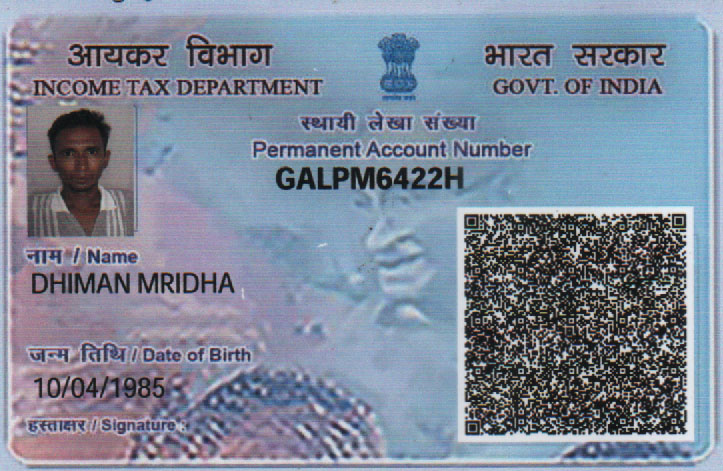 आयकर विभाग
INCOME TAX DEPARTMENT
भारत सरकार
GOVT. OF INDIA
स्थायी लेखा संख्या
Permanent Account Number
GALPM6422H
नाम / Name
DHIMAN MRIDHA
जन्म तिथि / Date of Birth
10/04/1985
हस्ताक्षर / Signature :